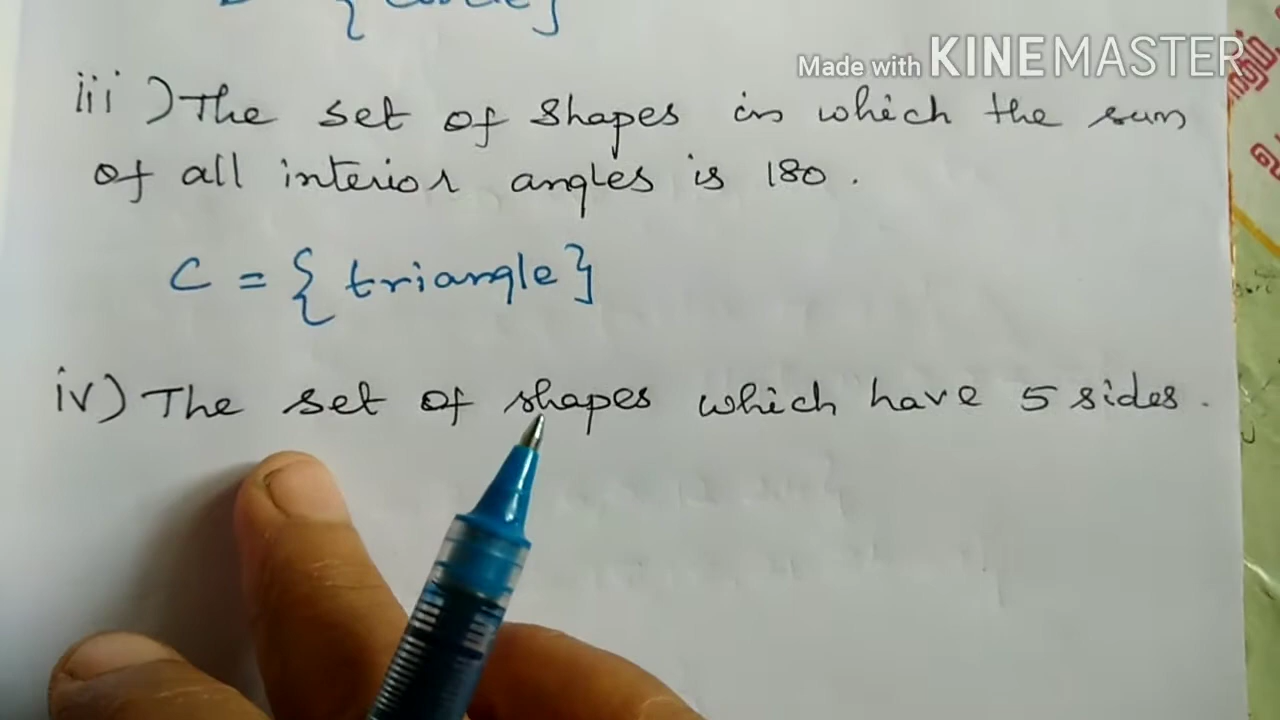 Made with KINEMASTER
iii) The set of shapes in which the sum
of all interior angles is 180.
C = { triangle}
iv) The set of shapes which have 5 sides.